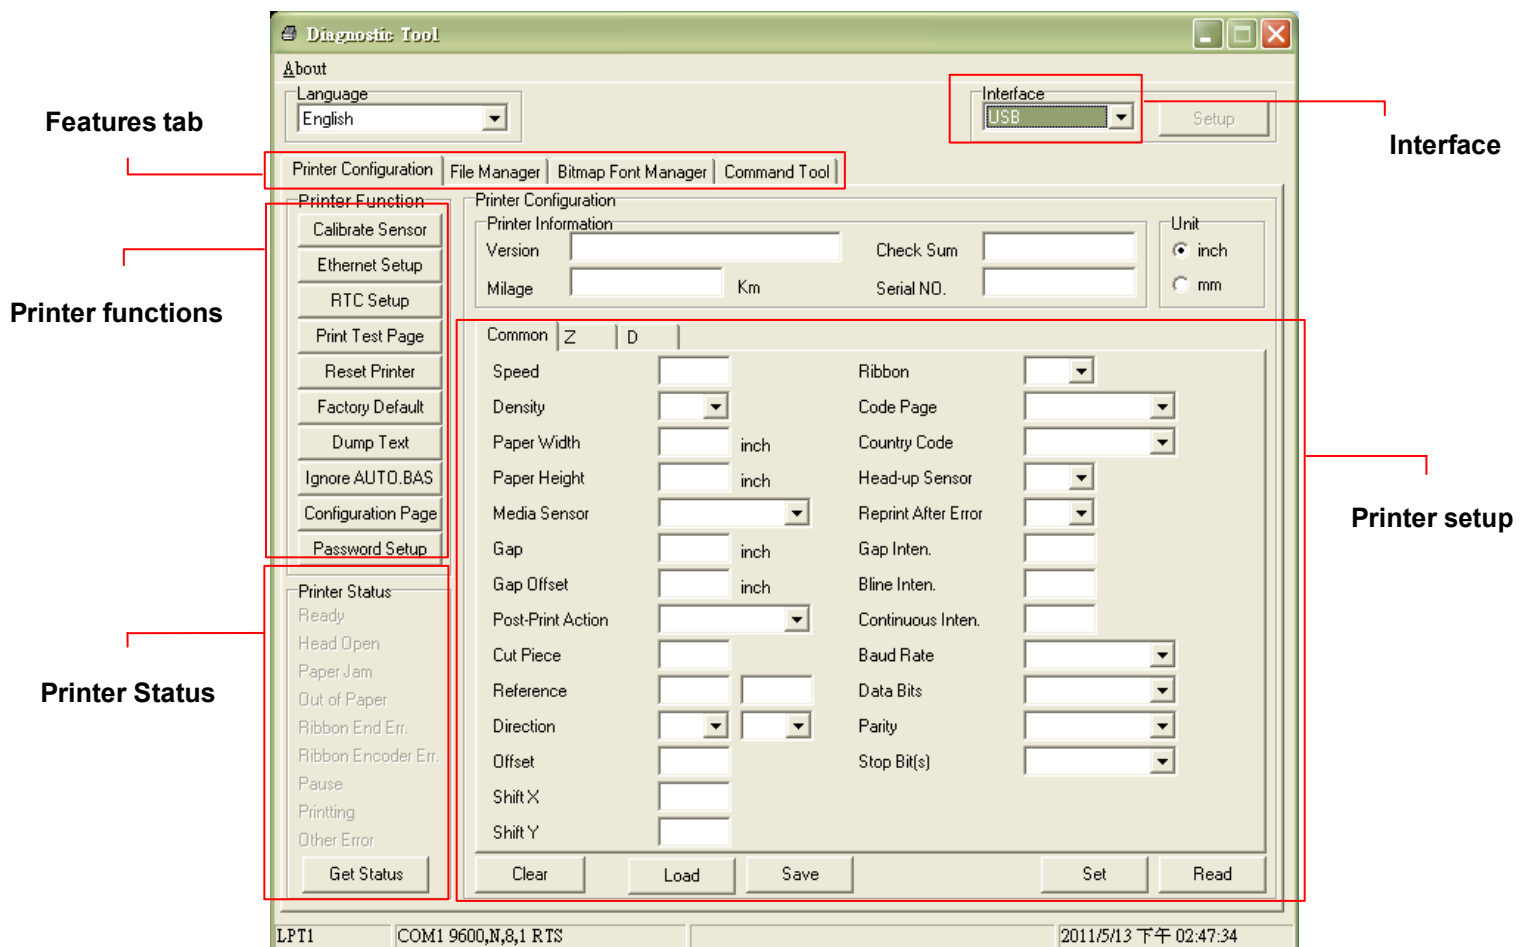 Diagnostic Tool
About
Language
English
Interface
USB
Setup
Features tab
Interface
Printer Configuration
File Manager
Bitmap Font Manager
Command Tool
Printer Function
Calibrate Sensor
Ethernet Setup
RTC Setup
Print Test Page
Reset Printer
Factory Default
Dump Text
Ignore AUTO.BAS
Configuration Page
Password Setup
Printer functions
Printer Status
Ready
Head Open
Paper Jam
Out of Paper
Ribbon End Err.
Ribbon Encoder Err.
Pause
Printting
Other Error
Get Status
Printer Status
Printer Configuration
Printer Information
Version
Check Sum
Milage
Km
Serial NO.
Unit
inch
mm
Common
Z
D
Speed
Ribbon
Density
Code Page
Paper Width
inch
Country Code
Paper Height
inch
Head-up Sensor
Media Sensor
Reprint After Error
Gap
inch
Gap Inten.
Gap Offset
inch
Bline Inten.
Post-Print Action
Continuous Inten.
Cut Piece
Baud Rate
Reference
Data Bits
Direction
Parity
Offset
Stop Bit(s)
Shift X
Shift Y
Clear
Load
Save
Set
Read
Printer setup
LPT1
COM1 9600,N,8,1 RTS
2011/5/13 下午 02:47:34